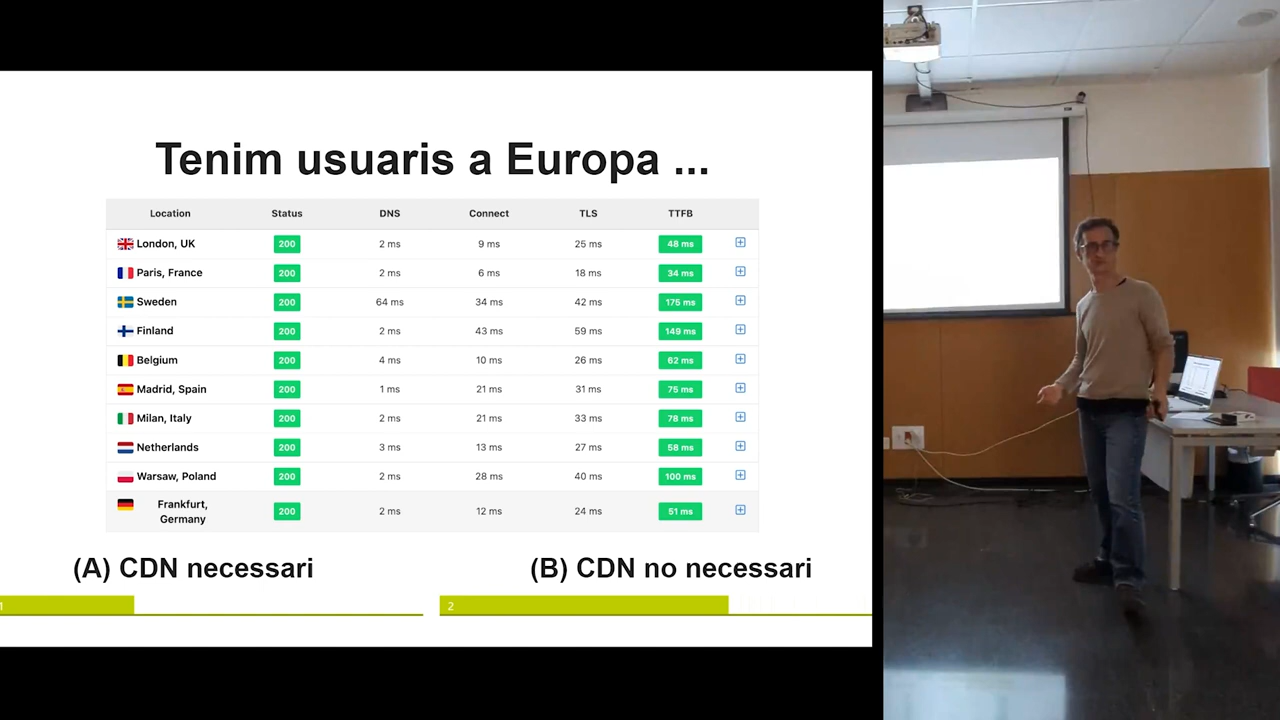 Tenim usuaris a Europa ...
Location Status DNS Connect TLS TTFB
London, UK 200 2 ms 9 ms 25 ms 48 ms
Paris, France 200 2 ms 6 ms 18 ms 34 ms
Sweden 200 64 ms 34 ms 42 ms 175 ms
Finland 200 2 ms 43 ms 59 ms 149 ms
Belgium 200 4 ms 10 ms 26 ms 62 ms
Madrid, Spain 200 1 ms 21 ms 31 ms 75 ms
Milan, Italy 200 2 ms 21 ms 33 ms 78 ms
Netherlands 200 3 ms 13 ms 27 ms 58 ms
Warsaw, Poland 200 2 ms 28 ms 40 ms 100 ms
Frankfurt,
Germany 200 2 ms 12 ms 24 ms 51 ms
(A) CDN necessari (B) CDN no necessari
1 2